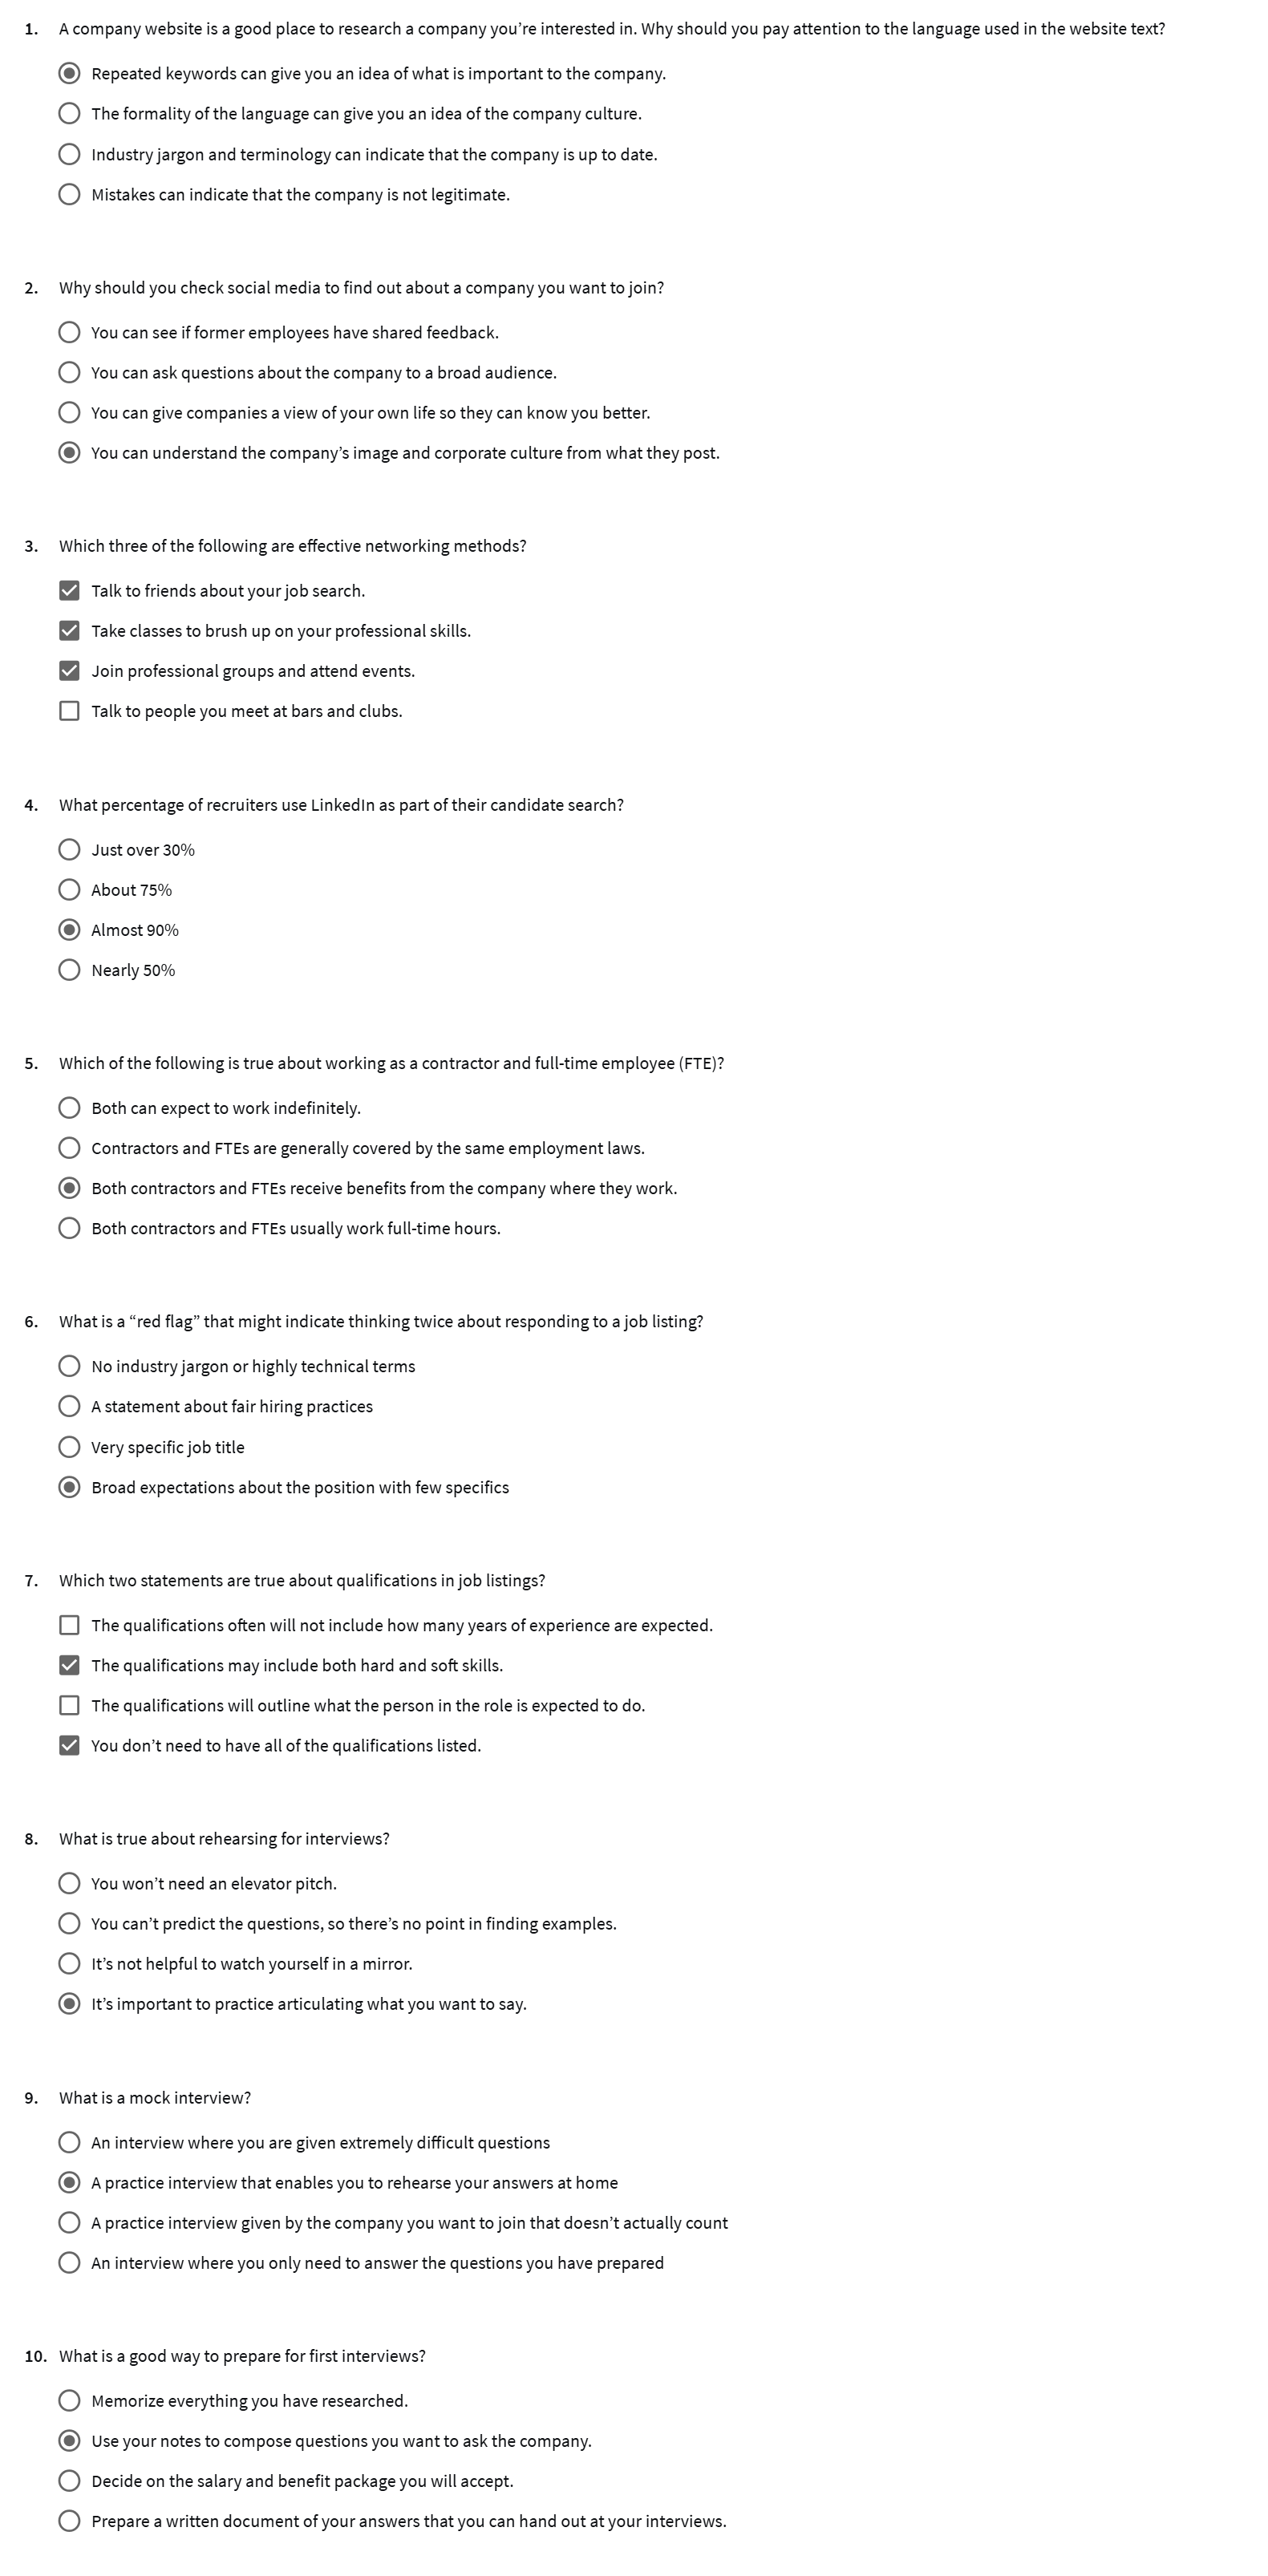 1. A company website is a good place to research a company you’re interested in. Why should you pay attention to the language used in the website text?
Repeated keywords can give you an idea of what is important to the company.
The formality of the language can give you an idea of the company culture.
Industry jargon and terminology can indicate that the company is up to date.
Mistakes can indicate that the company is not legitimate.
2. Why should you check social media to find out about a company you want to join?
You can see if former employees have shared feedback.
You can ask questions about the company to a broad audience.
You can give companies a view of your own life so they can know you better.
You can understand the company’s image and corporate culture from what they post.
3. Which three of the following are effective networking methods?
Talk to friends about your job search.
Take classes to brush up on your professional skills.
Join professional groups and attend events.
Talk to people you meet at bars and clubs.
4. What percentage of recruiters use LinkedIn as part of their candidate search?
Just over 30%
About 75%
Almost 90%
Nearly 50%
5. Which of the following is true about working as a contractor and full-time employee (FTE)?
Both can expect to work indefinitely.
Contractors and FTEs are generally covered by the same employment laws.
Both contractors and FTEs receive benefits from the company where they work.
Both contractors and FTEs usually work full-time hours.
6. What is a “red flag” that might indicate thinking twice about responding to a job listing?
No industry jargon or highly technical terms
A statement about fair hiring practices
Very specific job title
Broad expectations about the position with few specifics
7. Which two statements are true about qualifications in job listings?
The qualifications often will not include how many years of experience are expected.
The qualifications may include both hard and soft skills.
The qualifications will outline what the person in the role is expected to do.
You don’t need to have all of the qualifications listed.
8. What is true about rehearsing for interviews?
You won’t need an elevator pitch.
You can’t predict the questions, so there’s no point in finding examples.
It’s not helpful to watch yourself in a mirror.
It’s important to practice articulating what you want to say.
9. What is a mock interview?
An interview where you are given extremely difficult questions
A practice interview that enables you to rehearse your answers at home
A practice interview given by the company you want to join that doesn’t actually count
An interview where you only need to answer the questions you have prepared
10. What is a good way to prepare for first interviews?
Memorize everything you have researched.
Use your notes to compose questions you want to ask the company.
Decide on the salary and benefit package you will accept.
Prepare a written document of your answers that you can hand out at your interviews.